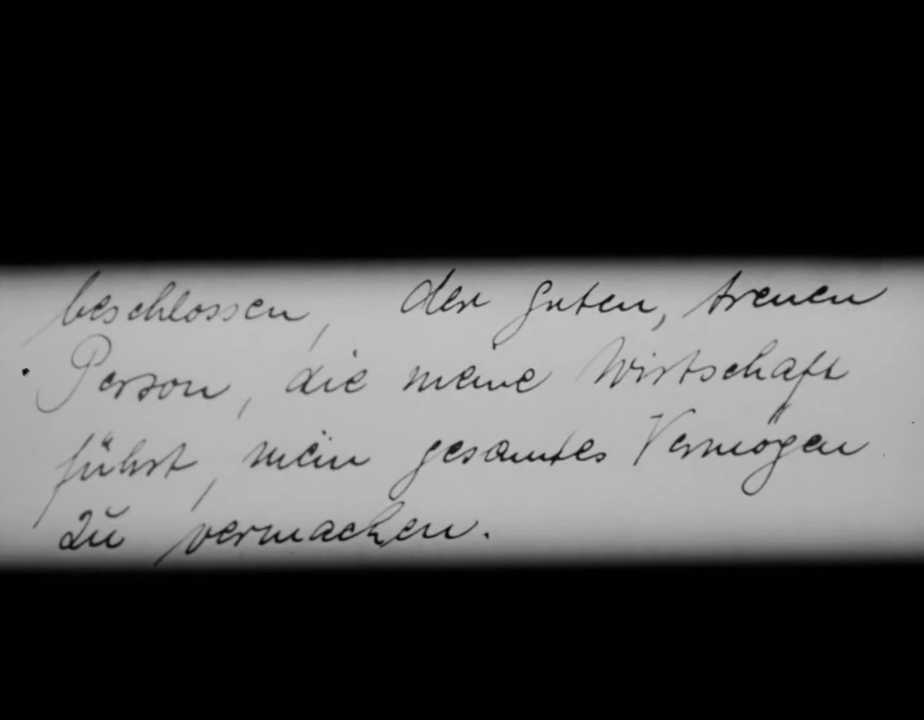 beschlossen, der guten, treuen
Person, die meine Wirtschaft
führt, mein gesamtes Vermögen
zu vermachen.